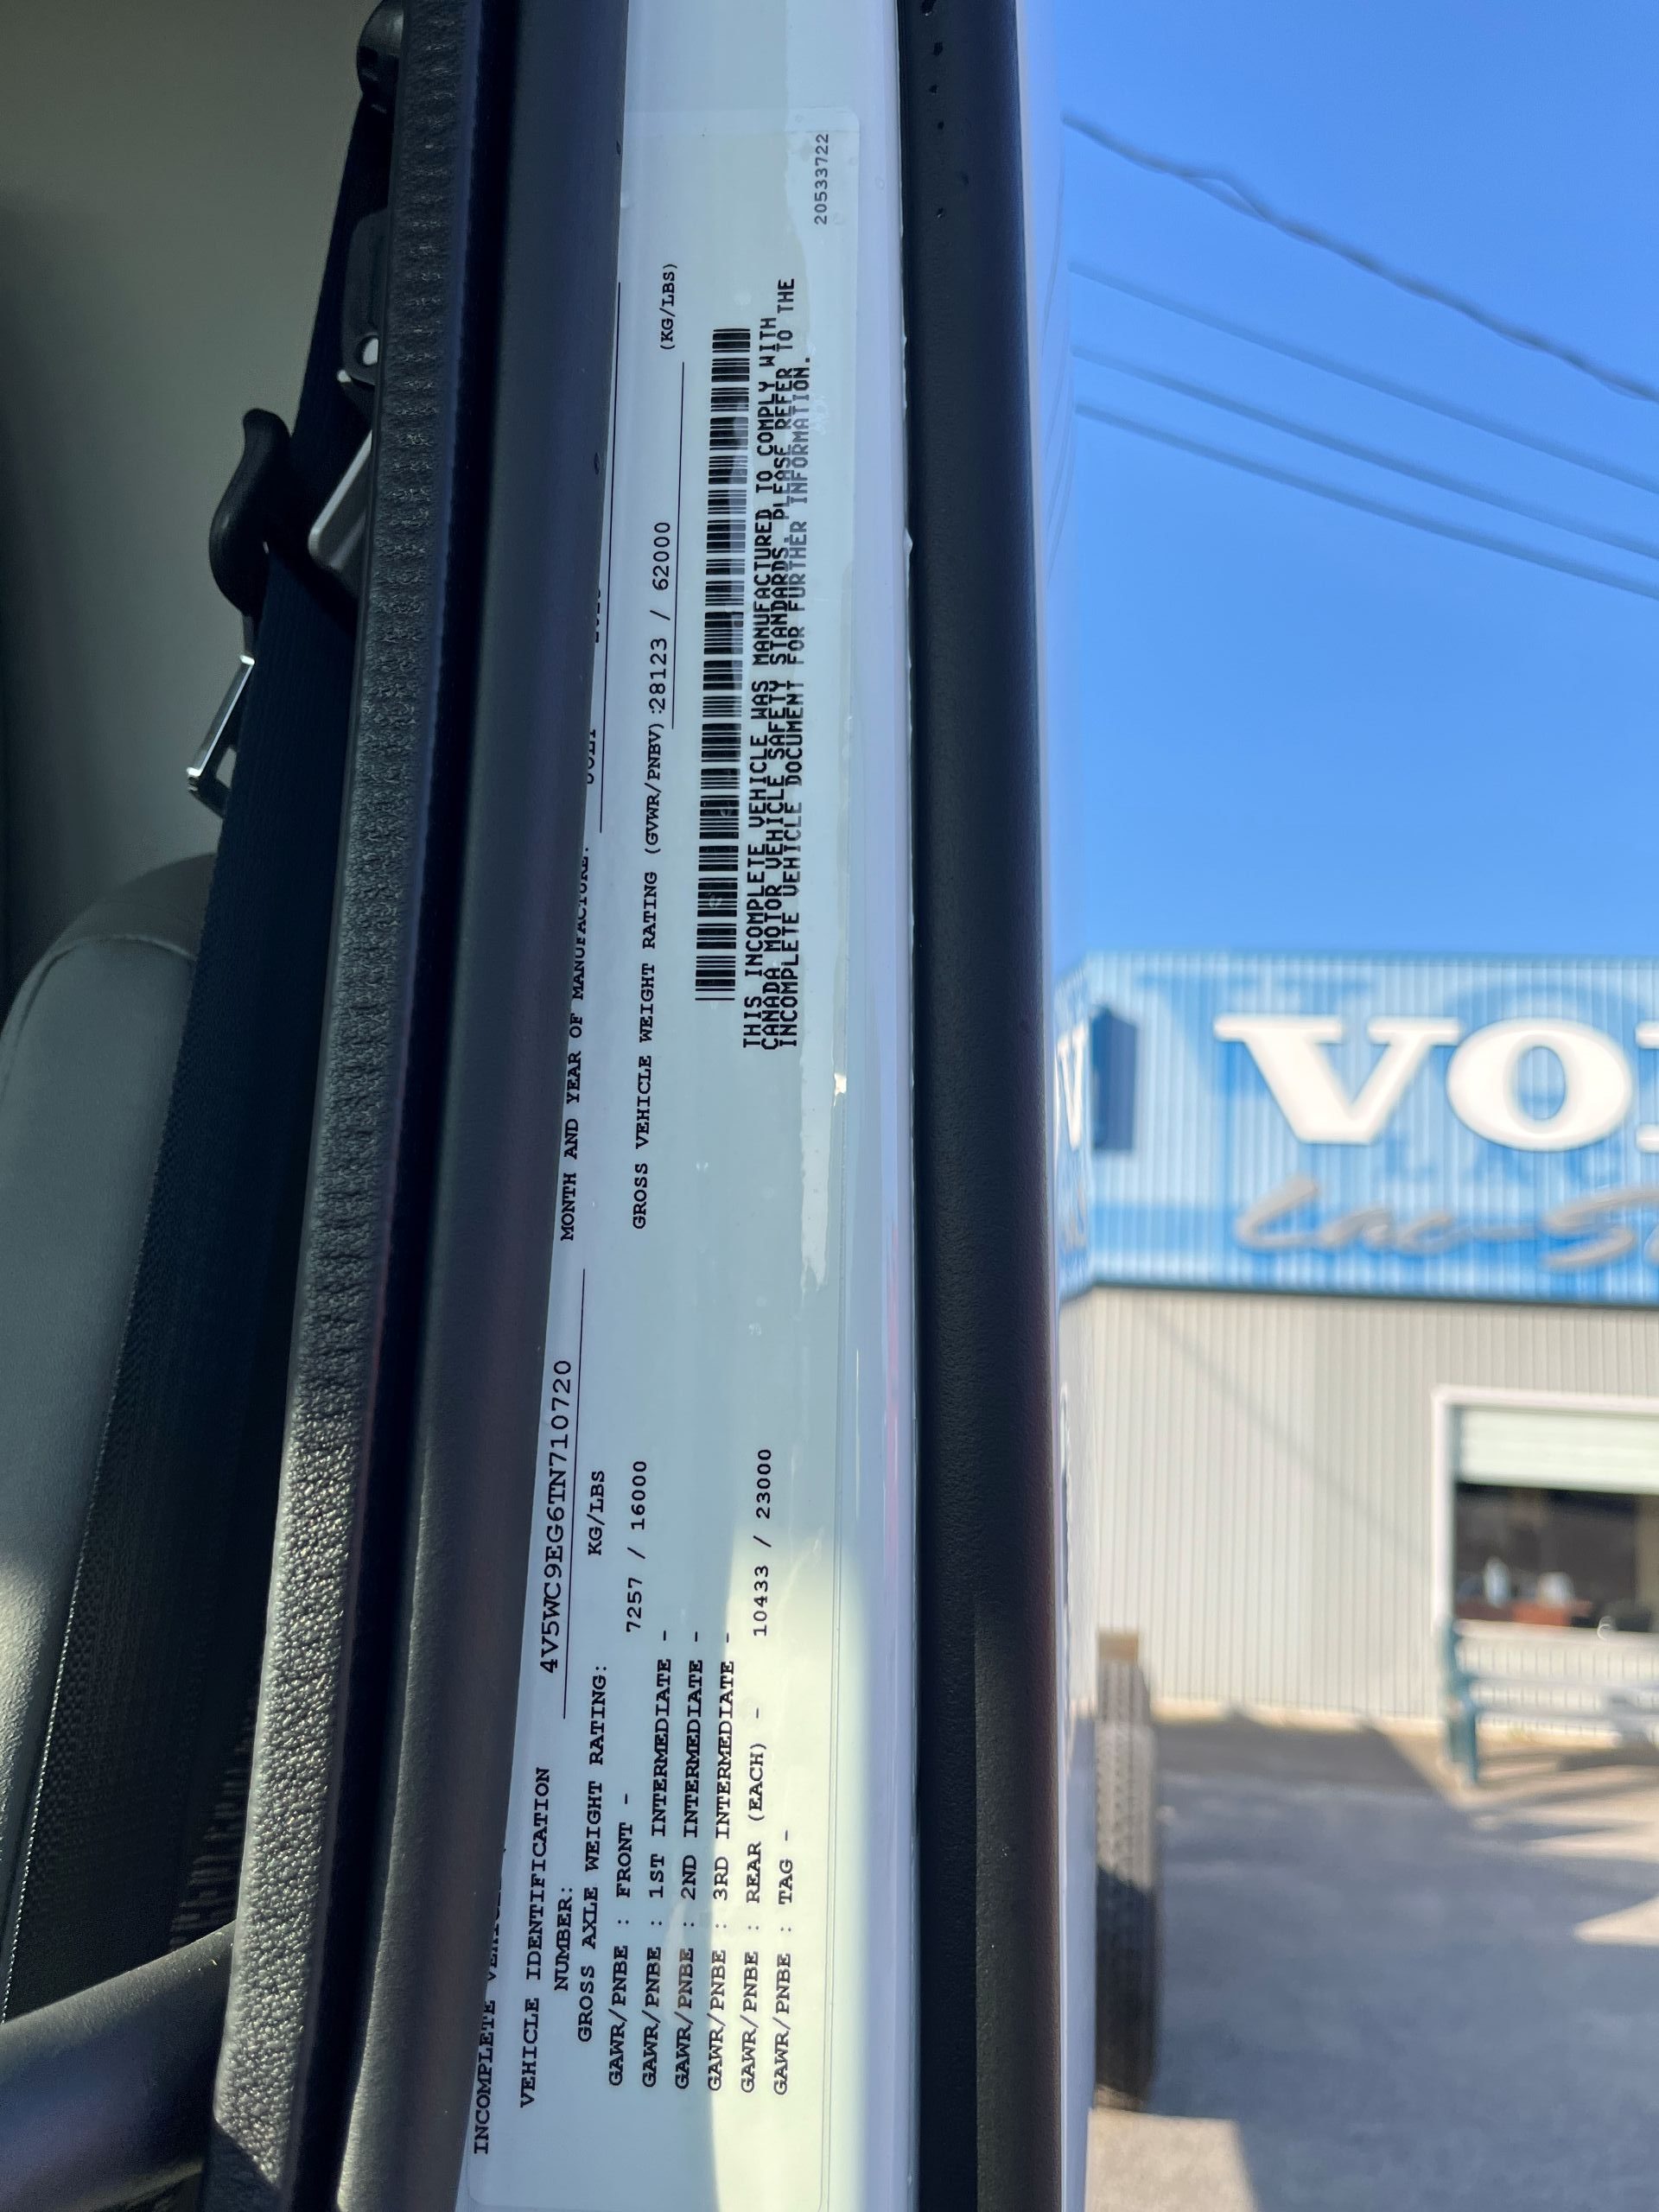 INCOMPLETE
VEHICLE IDENTIFICATION
NUMBER:
4V5WC9EG6TN710720
MONTH AND YEAR OF MANUFACTURE:
GROSS AXLE WEIGHT RATING:
KG/LBS
GROSS VEHICLE WEIGHT RATING (GVWR/PNBV):28123 / 62000
(KG/LBS)
GAWR/PNBE : FRONT - 7257 / 16000
GAWR/PNBE : 1ST INTERMEDIATE -
GAWR/PNBE : 2ND INTERMEDIATE -
GAWR/PNBE : 3RD INTERMEDIATE -
GAWR/PNBE : REAR (EACH) - 10433 / 23000
GAWR/PNBE : TAG -
THIS INCOMPLETE VEHICLE WAS MANUFACTURED TO COMPLY WITH
CANADA MOTOR VEHICLE SAFETY STANDARDS. PLEASE REFER TO THE
INCOMPLETE VEHICLE DOCUMENT FOR FURTHER INFORMATION.
20533722
VO